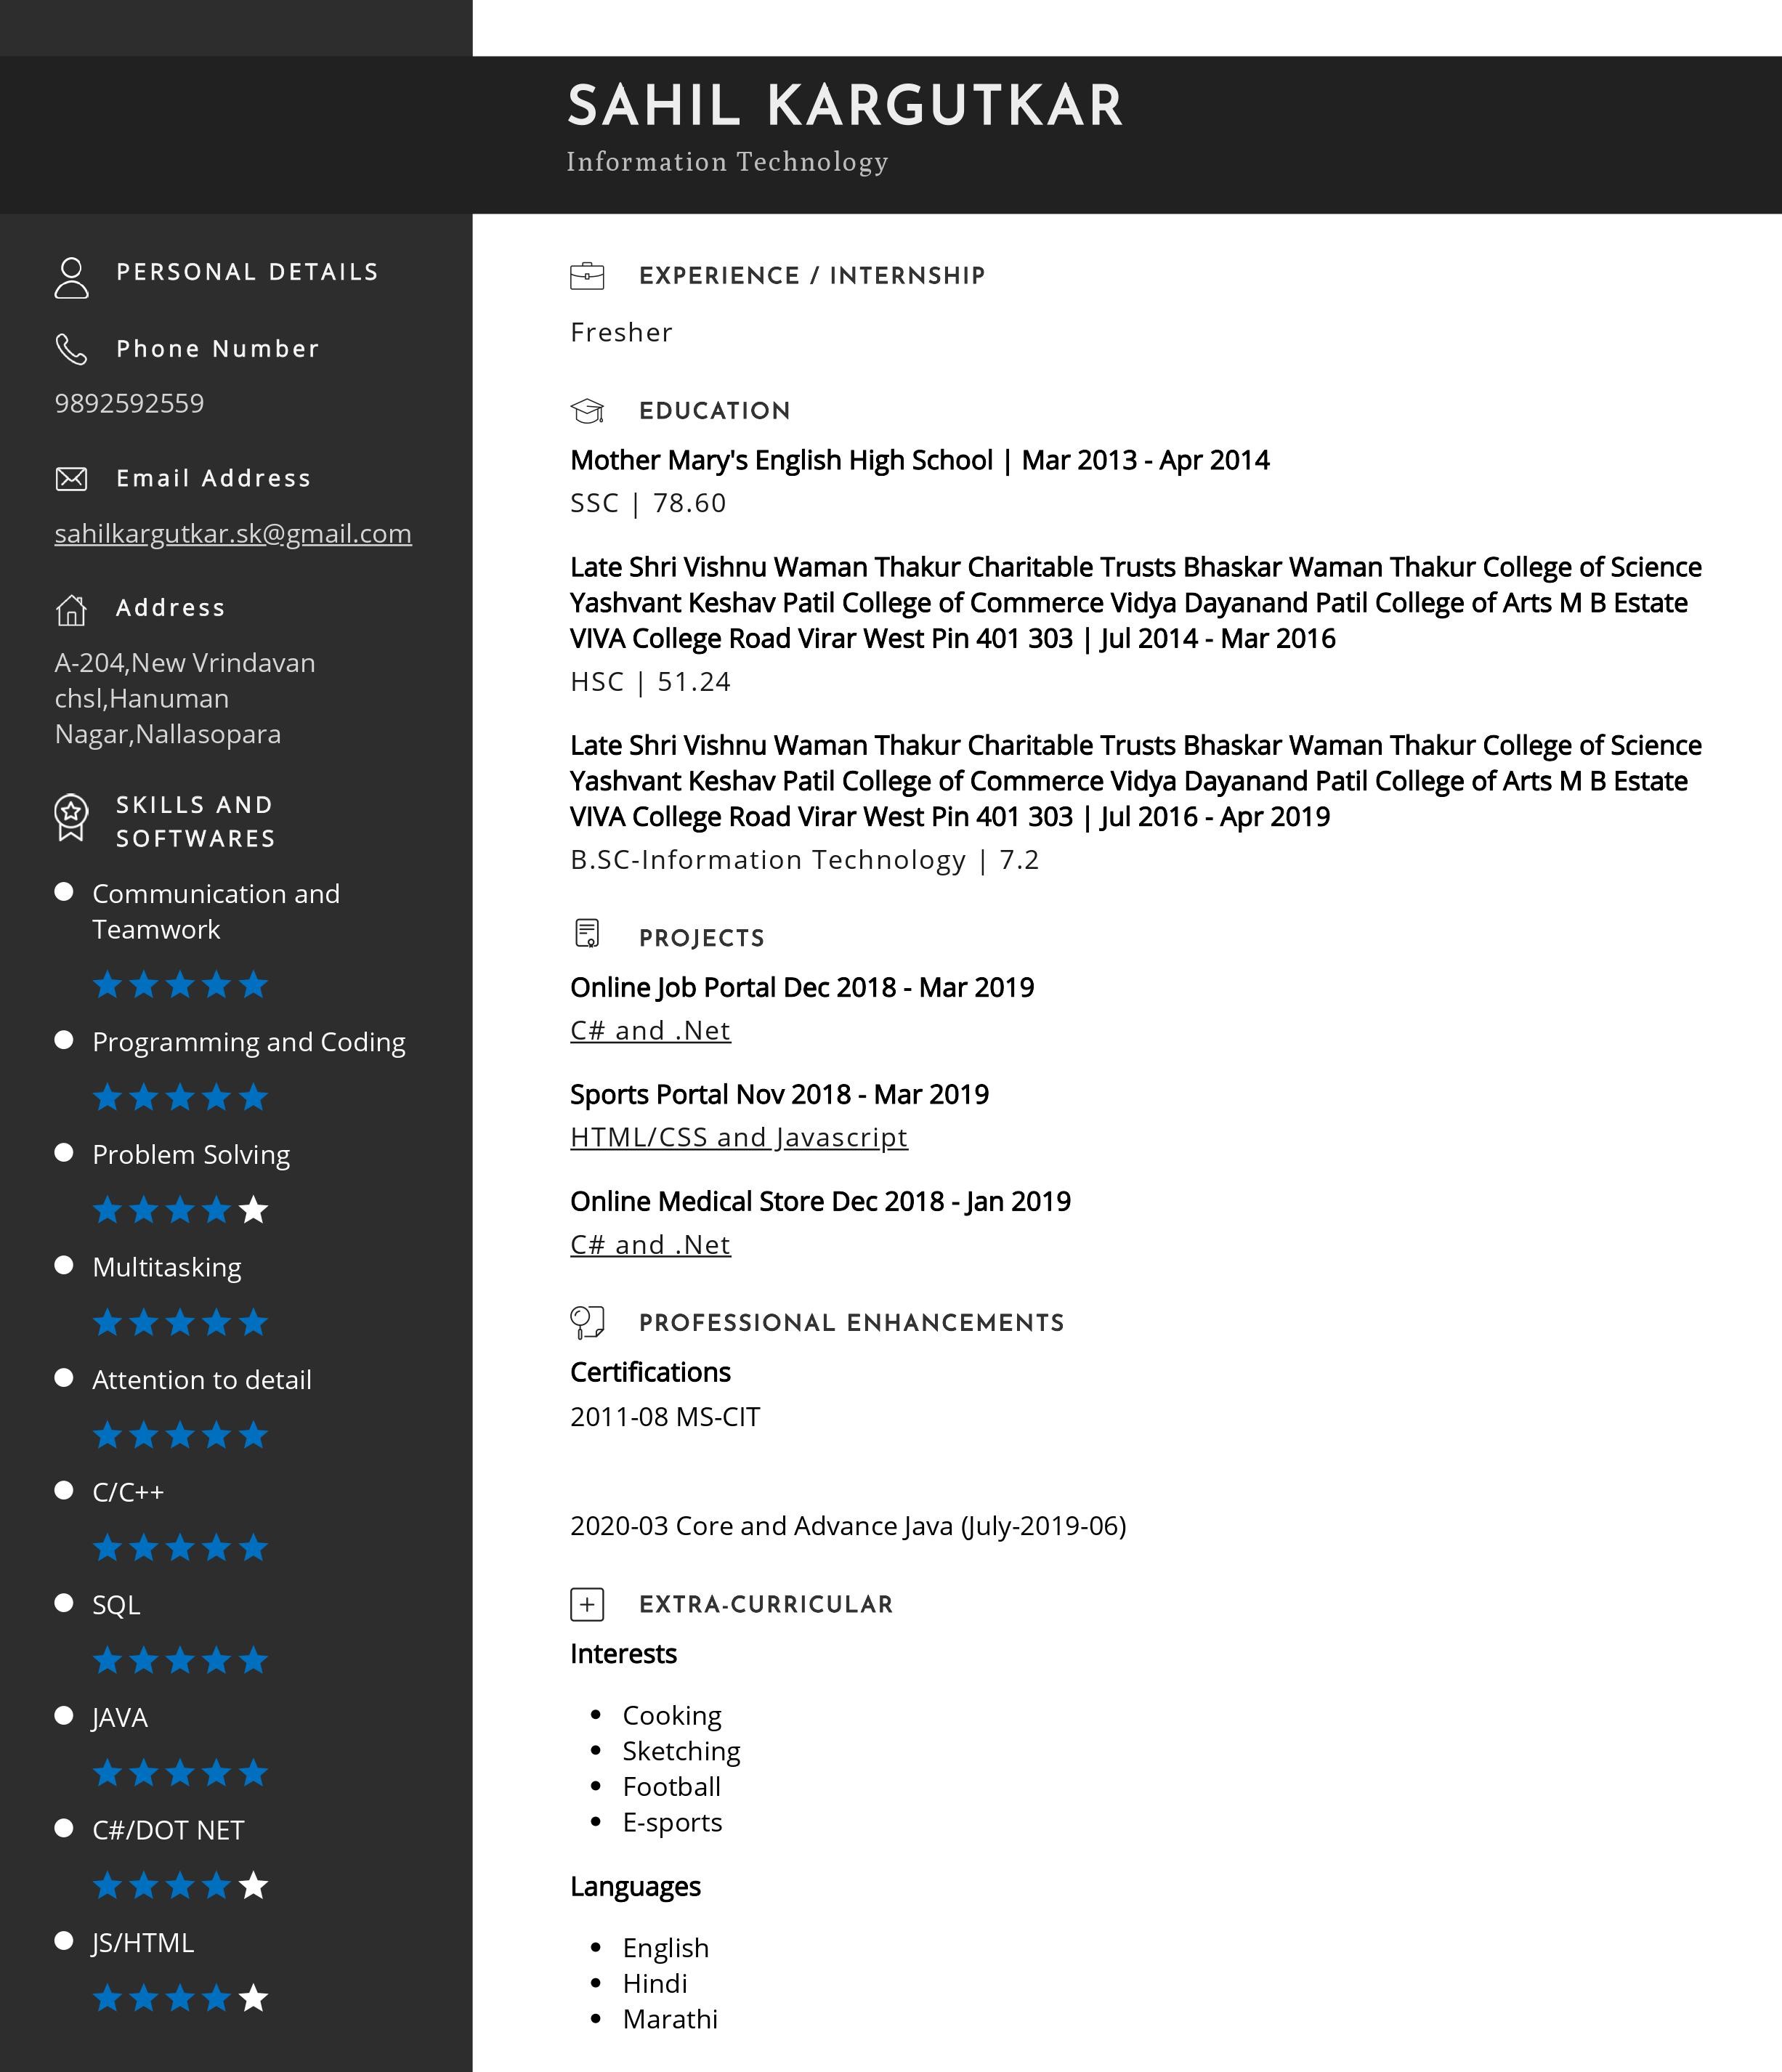 SAHIL KARGUTKAR
Information Technology
PERSONAL DETAILS
Phone Number
9892592559
Email Address
sahilkargutkar.sk@gmail.com
Address
A-204,New Vrindavan
chsl,Hanuman
Nagar,Nallasopara
SKILLS AND
SOFTWARES
Communication and
Teamwork
Programming and Coding
Problem Solving
Multitasking
Attention to detail
C/C++
SQL
JAVA
C#/DOT NET
JS/HTML
EXPERIENCE / INTERNSHIP
Fresher
EDUCATION
Mother Mary's English High School | Mar 2013 - Apr 2014
SSC | 78.60
Late Shri Vishnu Waman Thakur Charitable Trusts Bhaskar Waman Thakur College of Science
Yashvant Keshav Patil College of Commerce Vidya Dayanand Patil College of Arts M B Estate
VIVA College Road Virar West Pin 401 303 | Jul 2014 - Mar 2016
HSC | 51.24
Late Shri Vishnu Waman Thakur Charitable Trusts Bhaskar Waman Thakur College of Science
Yashvant Keshav Patil College of Commerce Vidya Dayanand Patil College of Arts M B Estate
VIVA College Road Virar West Pin 401 303 | Jul 2016 - Apr 2019
B.SC-Information Technology | 7.2
PROJECTS
Online Job Portal Dec 2018 - Mar 2019
C# and .Net
Sports Portal Nov 2018 - Mar 2019
HTML/CSS and Javascript
Online Medical Store Dec 2018 - Jan 2019
C# and .Net
PROFESSIONAL ENHANCEMENTS
Certifications
2011-08 MS-CIT
2020-03 Core and Advance Java (July-2019-06)
EXTRA-CURRICULAR
Interests
Cooking
Sketching
Football
E-sports
Languages
English
Hindi
Marathi